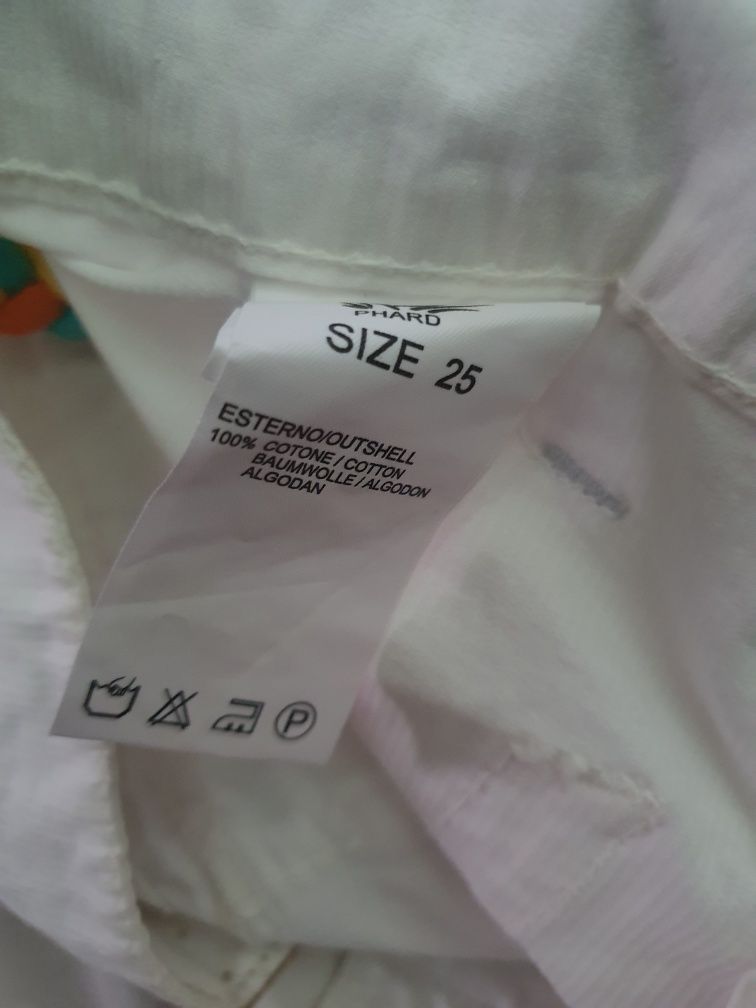 PHARD
SIZE 25
ESTERNO/OUTSHELL
100% COTONE / COTTON
BAUMWOLLE / ALGODON
ALGODAN
P